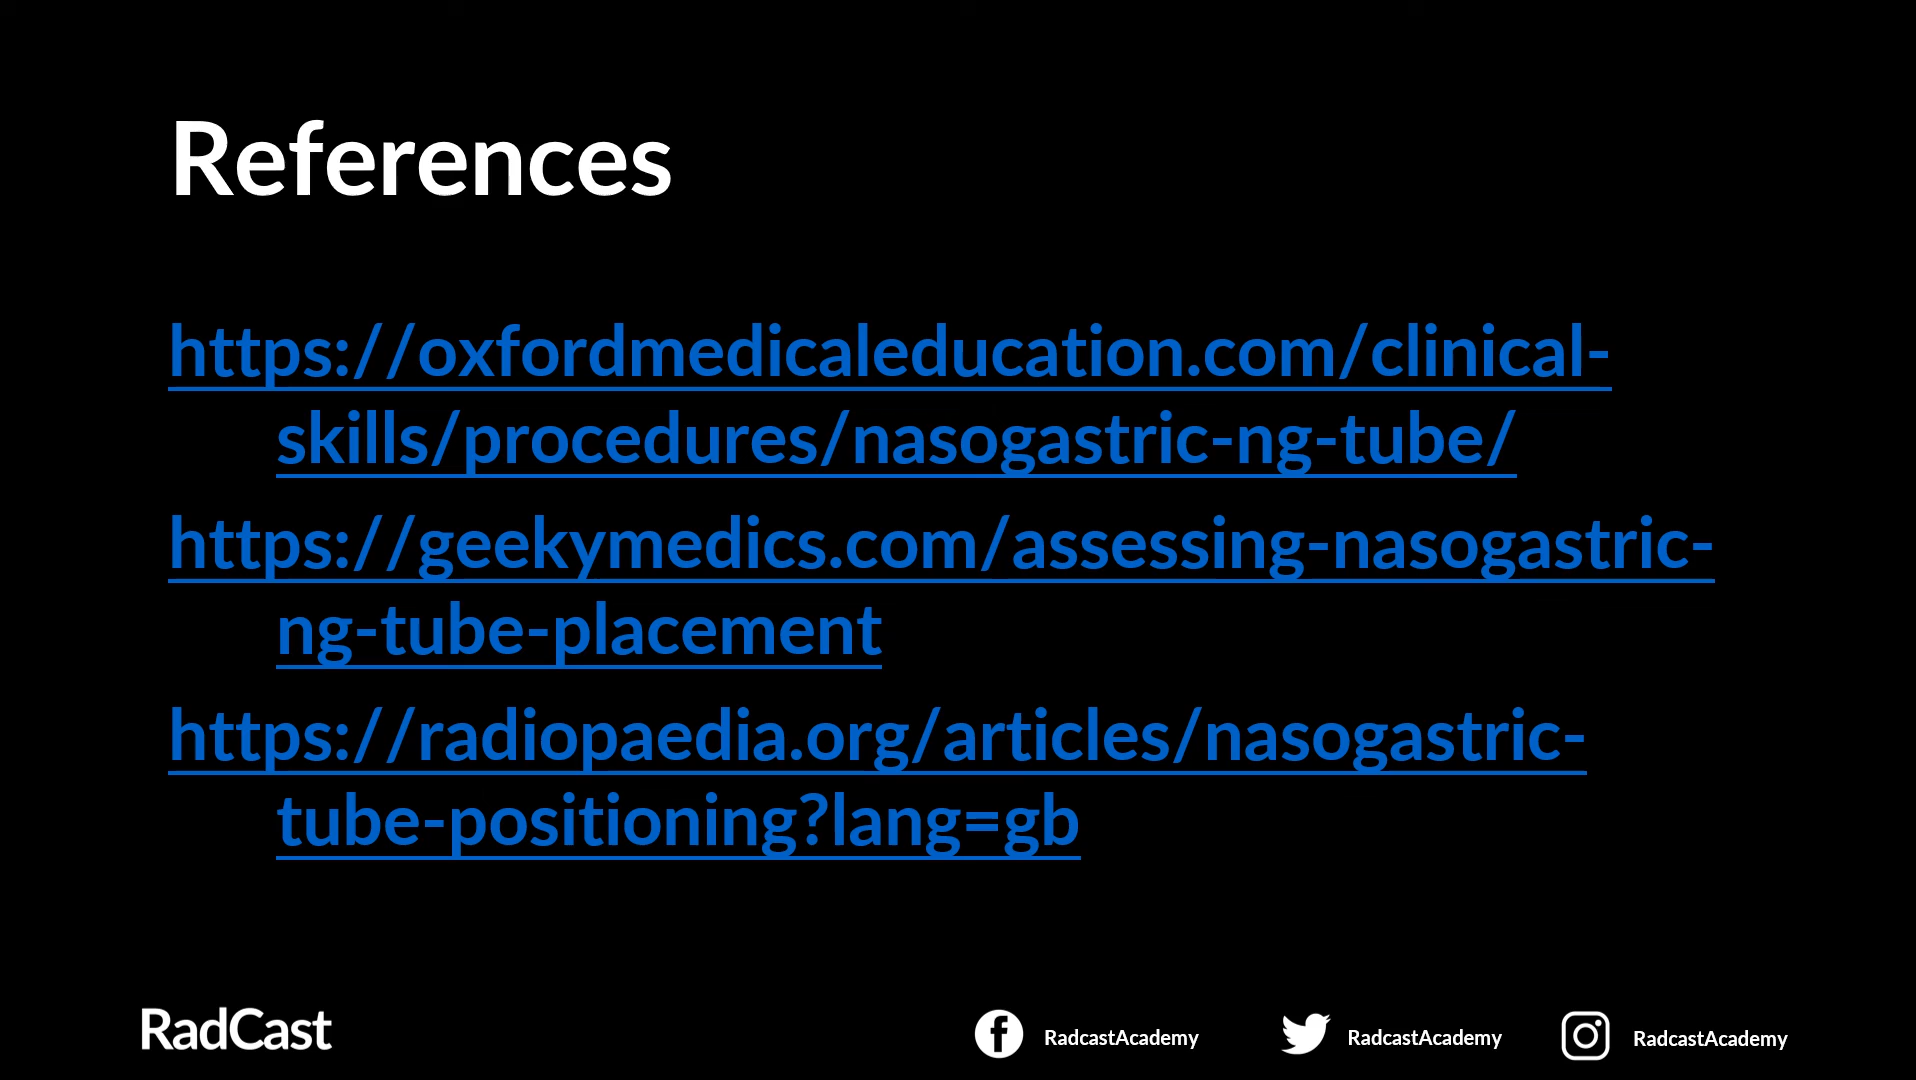 References
https://oxfordmedicaleducation.com/clinical-
skills/procedures/nasogastric-ng-tube/
https://geekymedics.com/assessing-nasogastric-
ng-tube-placement
https://radiopaedia.org/articles/nasogastric-
tube-positioning?lang=gb
RadCast
RadcastAcademy
RadcastAcademy
RadcastAcademy